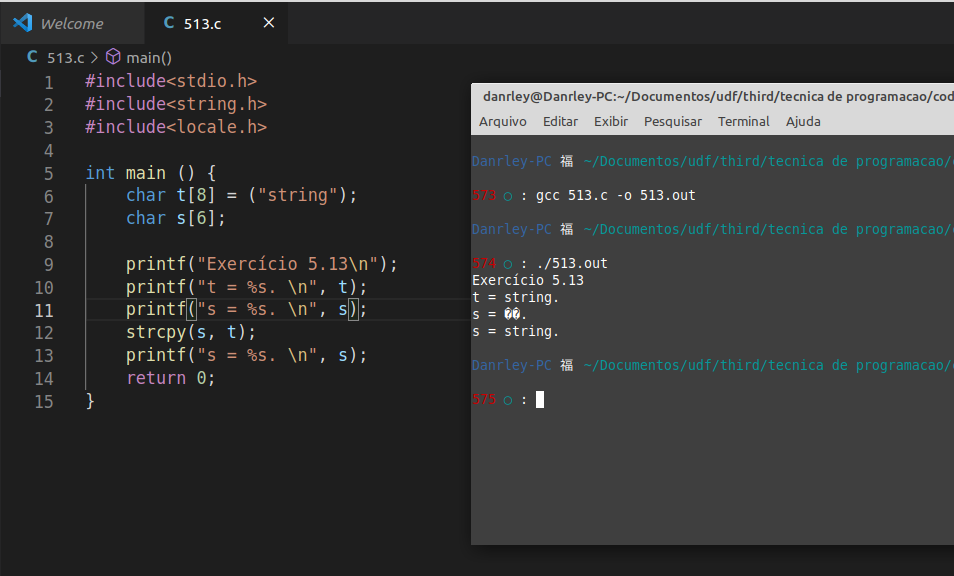 Welcome
C 513.c ×
C 513.c > main()
1 #include<stdio.h>
2 #include<string.h>
3 #include<locale.h>
4
5 int main () {
6 char t[8] = ("string");
7 char s[6];
8
9 printf("Exercício 5.13\n");
10 printf("t = %s. \n", t);
11 printf("s = %s. \n", s);
12 strcpy(s, t);
13 printf("s = %s. \n", s);
14 return 0;
15 }
danrley@Danrley-PC:~/Documentos/udf/third/tecnica de programacao/cod
Arquivo Editar Exibir Pesquisar Terminal Ajuda
Danrley-PC 福 ~/Documentos/udf/third/tecnica de programacao/
573 ○ : gcc 513.c -o 513.out
Danrley-PC 福 ~/Documentos/udf/third/tecnica de programacao/
574 ○ : ./513.out
Exercício 5.13
t = string.
s = ��.
s = string.
Danrley-PC 福 ~/Documentos/udf/third/tecnica de programacao/
575 ○ :